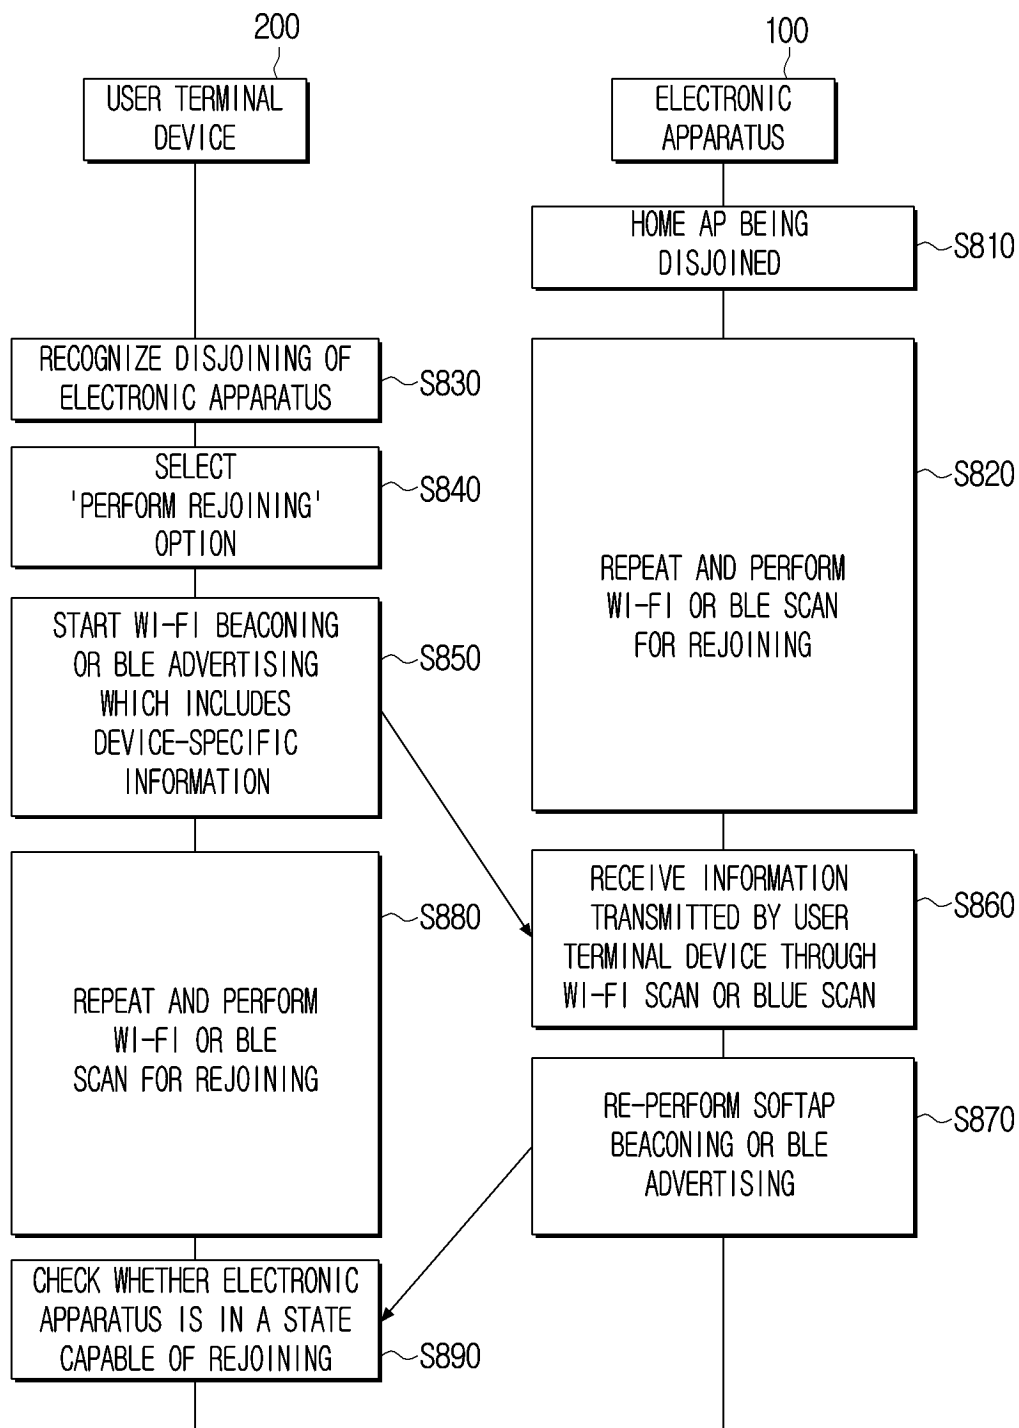 200
100
USER TERMINAL
DEVICE
ELECTRONIC
APPARATUS
HOME AP BEING
DISJOINED
S810
RECOGNIZE DISJOINING OF
ELECTRONIC APPARATUS
S830
SELECT
'PERFORM REJOINING'
OPTION
S840
REPEAT AND PERFORM
WI-FI OR BLE SCAN
FOR REJOINING
S820
START WI-FI BEACONING
OR BLE ADVERTISING
WHICH INCLUDES
DEVICE-SPECIFIC
INFORMATION
S850
RECEIVE INFORMATION
TRANSMITTED BY USER
TERMINAL DEVICE THROUGH
WI-FI SCAN OR BLUE SCAN
S860
REPEAT AND PERFORM
WI-FI OR BLE
SCAN FOR REJOINING
S880
RE-PERFORM SOFTAP
BEACONING OR BLE
ADVERTISING
S870
CHECK WHETHER ELECTRONIC
APPARATUS IS IN A STATE
CAPABLE OF REJOINING
S890